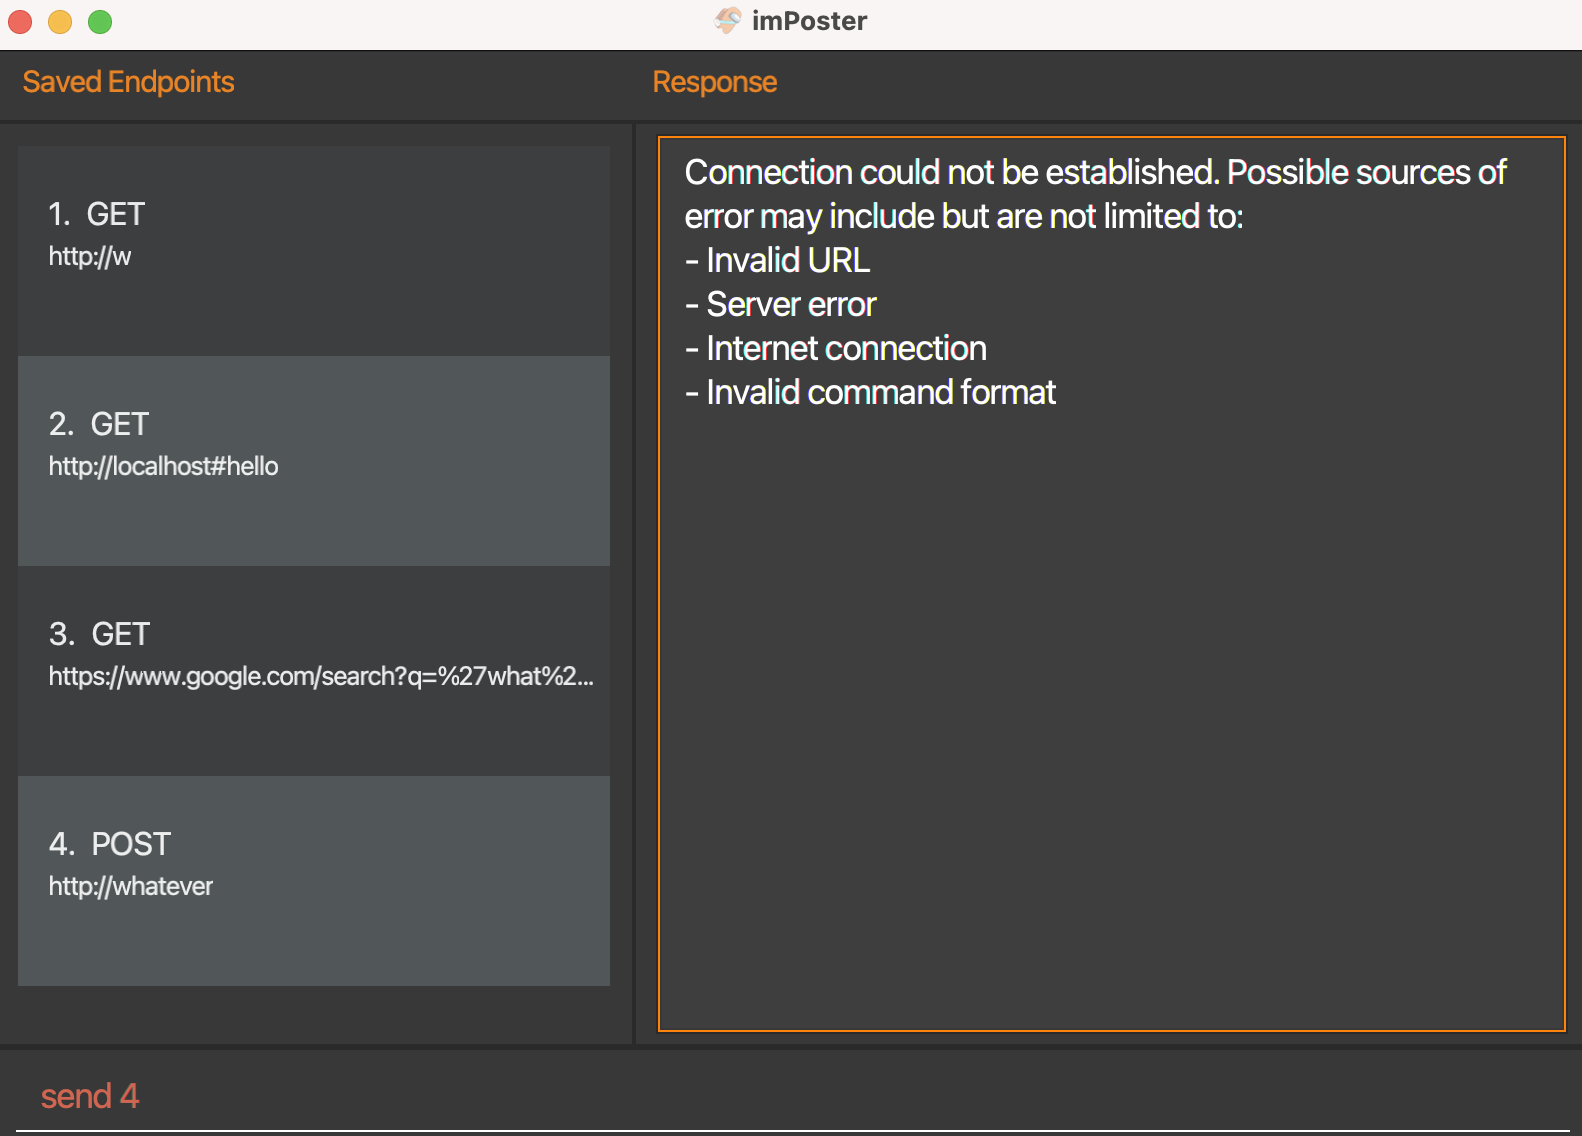 imPoster
Saved Endpoints
Response
1. GET
http://w
2. GET
http://localhost#hello
3. GET
https://www.google.com/search?q=%27what%2...
4. POST
http://whatever
Connection could not be established. Possible sources of
error may include but are not limited to:
- Invalid URL
- Server error
- Internet connection
- Invalid command format
send 4